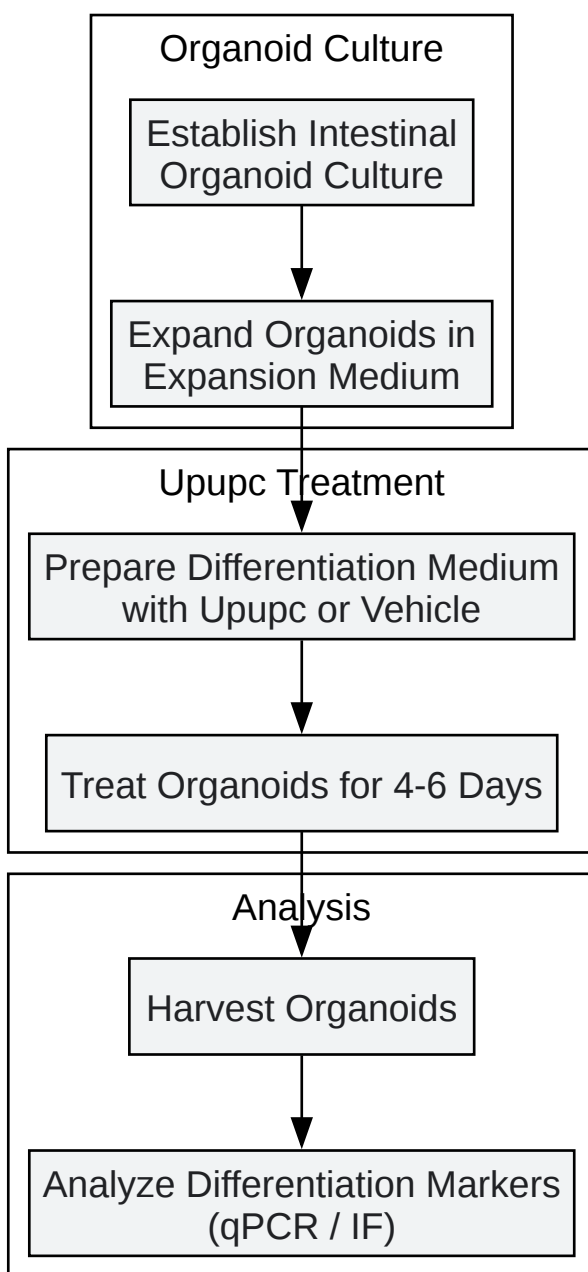 Organoid Culture
Establish Intestinal
Organoid Culture
Expand Organoids in
Expansion Medium
Upupc Treatment
Prepare Differentiation Medium
with Upupc or Vehicle
Treat Organoids for 4-6 Days
Analysis
Harvest Organoids
Analyze Differentiation Markers
(qPCR / IF)